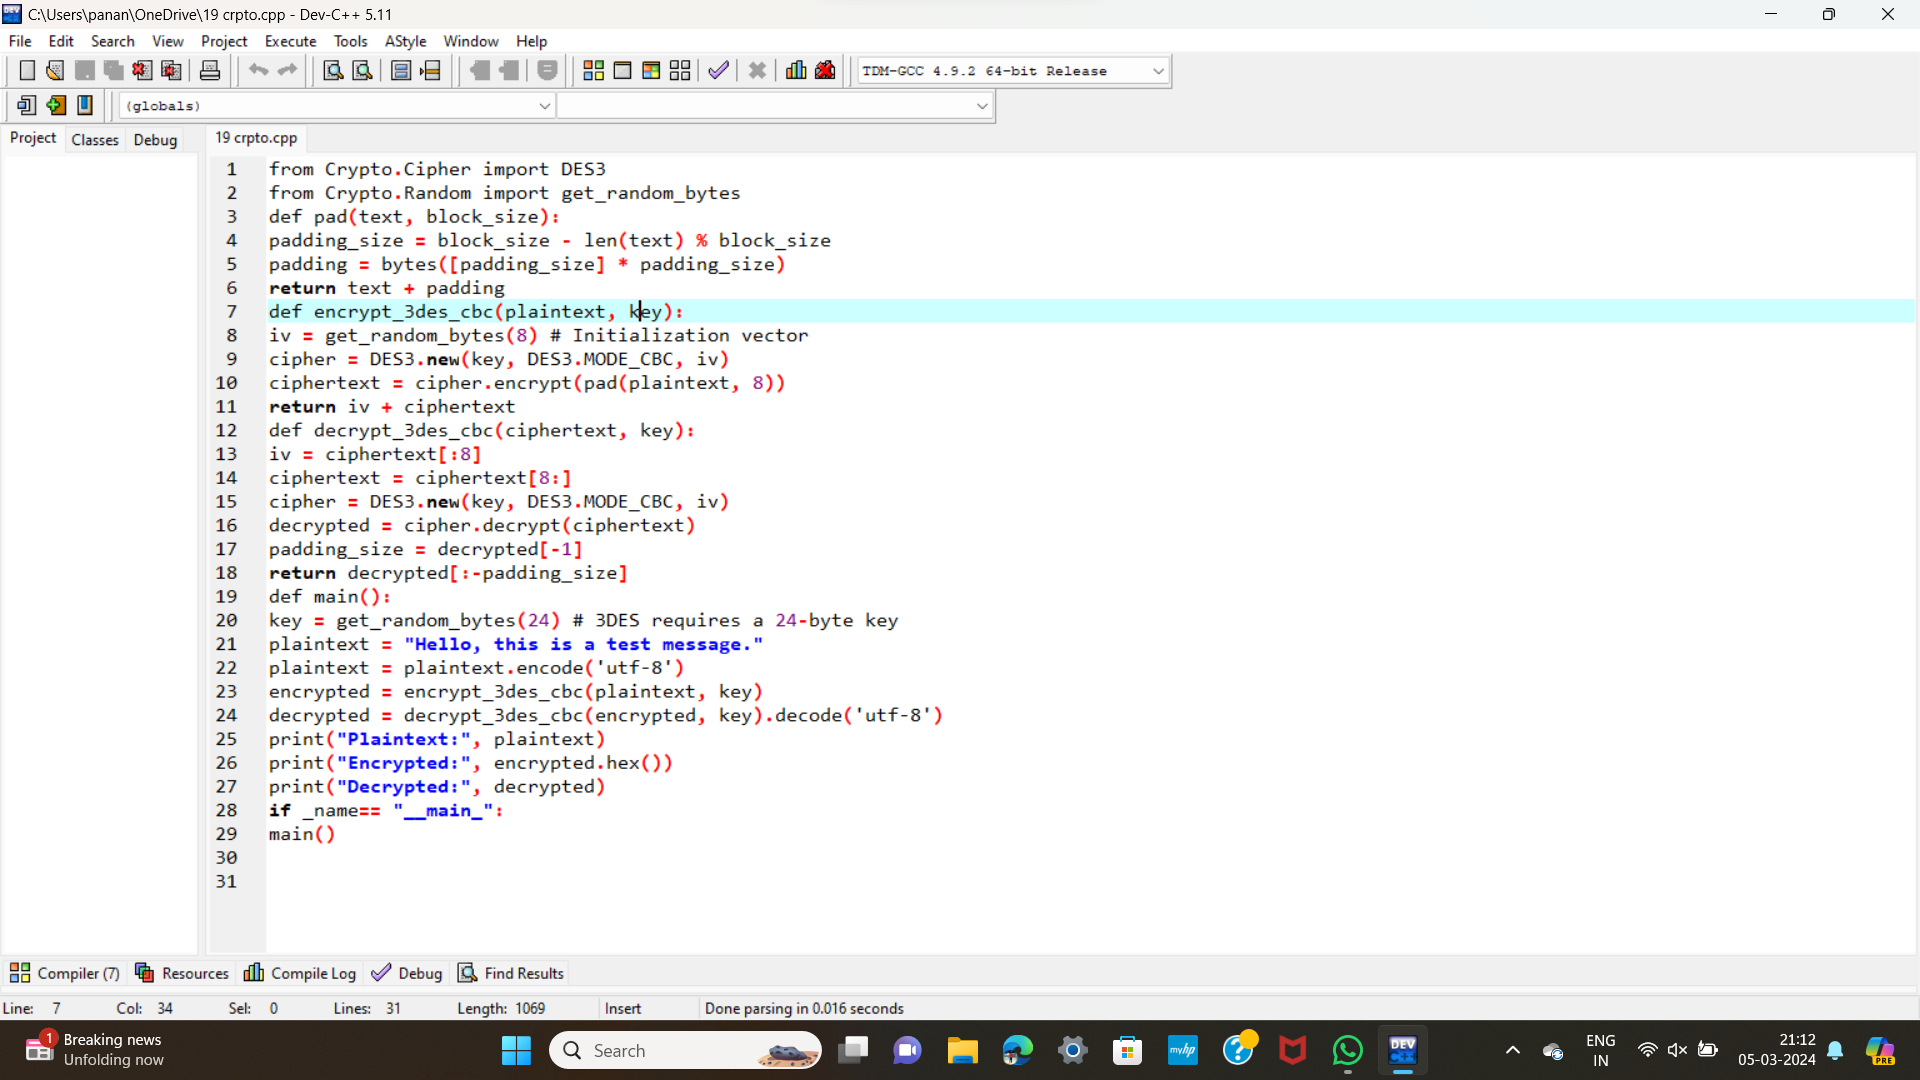 C:\Users\panan\OneDrive\19 crpto.cpp - Dev-C++ 5.11
File Edit Search View Project Execute Tools AStyle Window Help
TDM-GCC 4.9.2 64-bit Release
(globals)
Project Classes Debug 19 crpto.cpp
1 from Crypto.Cipher import DES3
2 from Crypto.Random import get_random_bytes
3 def pad(text, block_size):
4 padding_size = block_size - len(text) % block_size
5 padding = bytes([padding_size] * padding_size)
6 return text + padding
7 def encrypt_3des_cbc(plaintext, key):
8 iv = get_random_bytes(8) # Initialization vector
9 cipher = DES3.new(key, DES3.MODE_CBC, iv)
10 ciphertext = cipher.encrypt(pad(plaintext, 8))
11 return iv + ciphertext
12 def decrypt_3des_cbc(ciphertext, key):
13 iv = ciphertext[:8]
14 ciphertext = ciphertext[8:]
15 cipher = DES3.new(key, DES3.MODE_CBC, iv)
16 decrypted = cipher.decrypt(ciphertext)
17 padding_size = decrypted[-1]
18 return decrypted[:-padding_size]
19 def main():
20 key = get_random_bytes(24) # 3DES requires a 24-byte key
21 plaintext = "Hello, this is a test message."
22 plaintext = plaintext.encode('utf-8')
23 encrypted = encrypt_3des_cbc(plaintext, key)
24 decrypted = decrypt_3des_cbc(encrypted, key).decode('utf-8')
25 print("Plaintext:", plaintext)
26 print("Encrypted:", encrypted.hex())
27 print("Decrypted:", decrypted)
28 if _name== "__main_":
29 main()
30
31
Compiler (7) Resources Compile Log Debug Find Results
Line: 7 Col: 34 Sel: 0 Lines: 31 Length: 1069 Insert Done parsing in 0.016 seconds
1 Breaking news
Unfolding now
Search
myhp
DEV C++
ENG
IN
21:12
05-03-2024
PRE